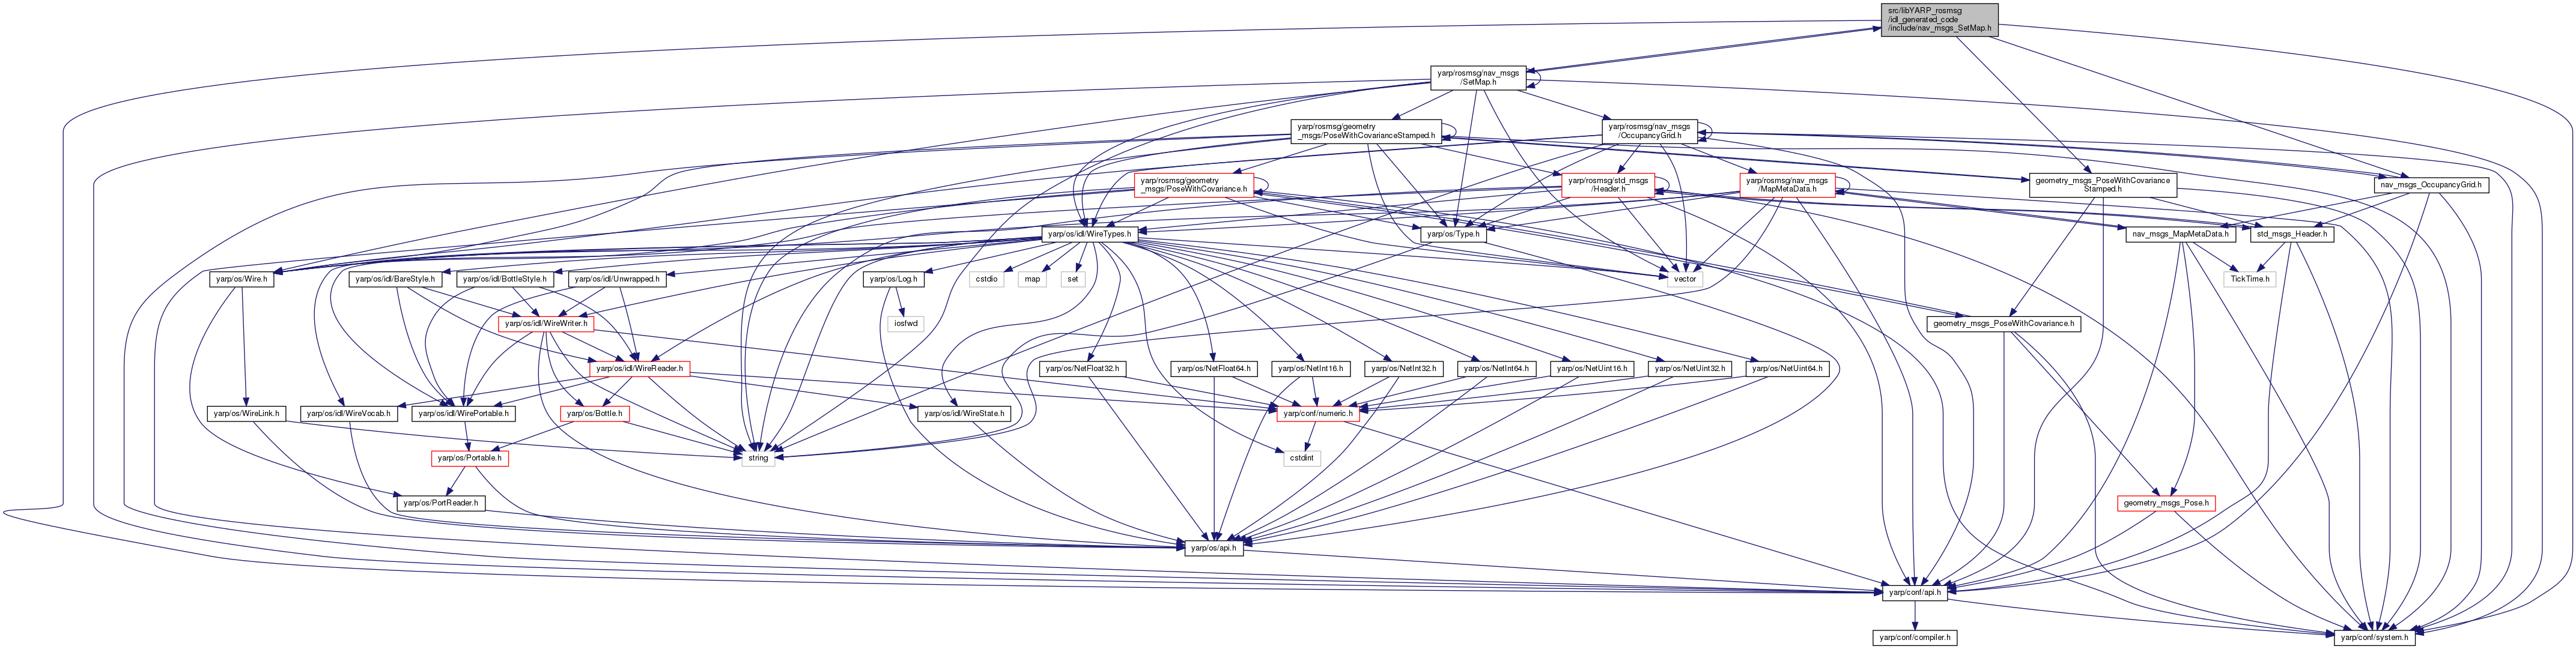 src/libYARP_rosmsg
/idl_generated_code
/include/nav_msgs_SetMap.h
yarp/rosmsg/nav_msgs
/SetMap.h
yarp/rosmsg/geometry
_msgs/PoseWithCovarianceStamped.h
yarp/rosmsg/nav_msgs
/OccupancyGrid.h
yarp/rosmsg/geometry
_msgs/PoseWithCovariance.h
yarp/rosmsg/std_msgs
/Header.h
yarp/rosmsg/nav_msgs
/MapMetaData.h
geometry_msgs_PoseWithCovariance
Stamped.h
nav_msgs_OccupancyGrid.h
yarp/os/idl/WireTypes.h
yarp/os/Type.h
nav_msgs_MapMetaData.h
std_msgs_Header.h
yarp/os/Wire.h
yarp/os/idl/BareStyle.h
yarp/os/idl/BottleStyle.h
yarp/os/idl/Unwrapped.h
yarp/os/Log.h
cstdio
map
set
vector
TickTime.h
yarp/os/idl/WireWriter.h
iosfwd
geometry_msgs_PoseWithCovariance.h
yarp/os/idl/WireReader.h
yarp/os/NetFloat32.h
yarp/os/NetFloat64.h
yarp/os/NetInt16.h
yarp/os/NetInt32.h
yarp/os/NetInt64.h
yarp/os/NetUint16.h
yarp/os/NetUint32.h
yarp/os/NetUint64.h
yarp/os/WireLink.h
yarp/os/idl/WireVocab.h
yarp/os/idl/WirePortable.h
yarp/os/Bottle.h
yarp/os/idl/WireState.h
yarp/conf/numeric.h
yarp/os/Portable.h
string
cstdint
yarp/os/PortReader.h
geometry_msgs_Pose.h
yarp/os/api.h
yarp/conf/api.h
yarp/conf/compiler.h
yarp/conf/system.h